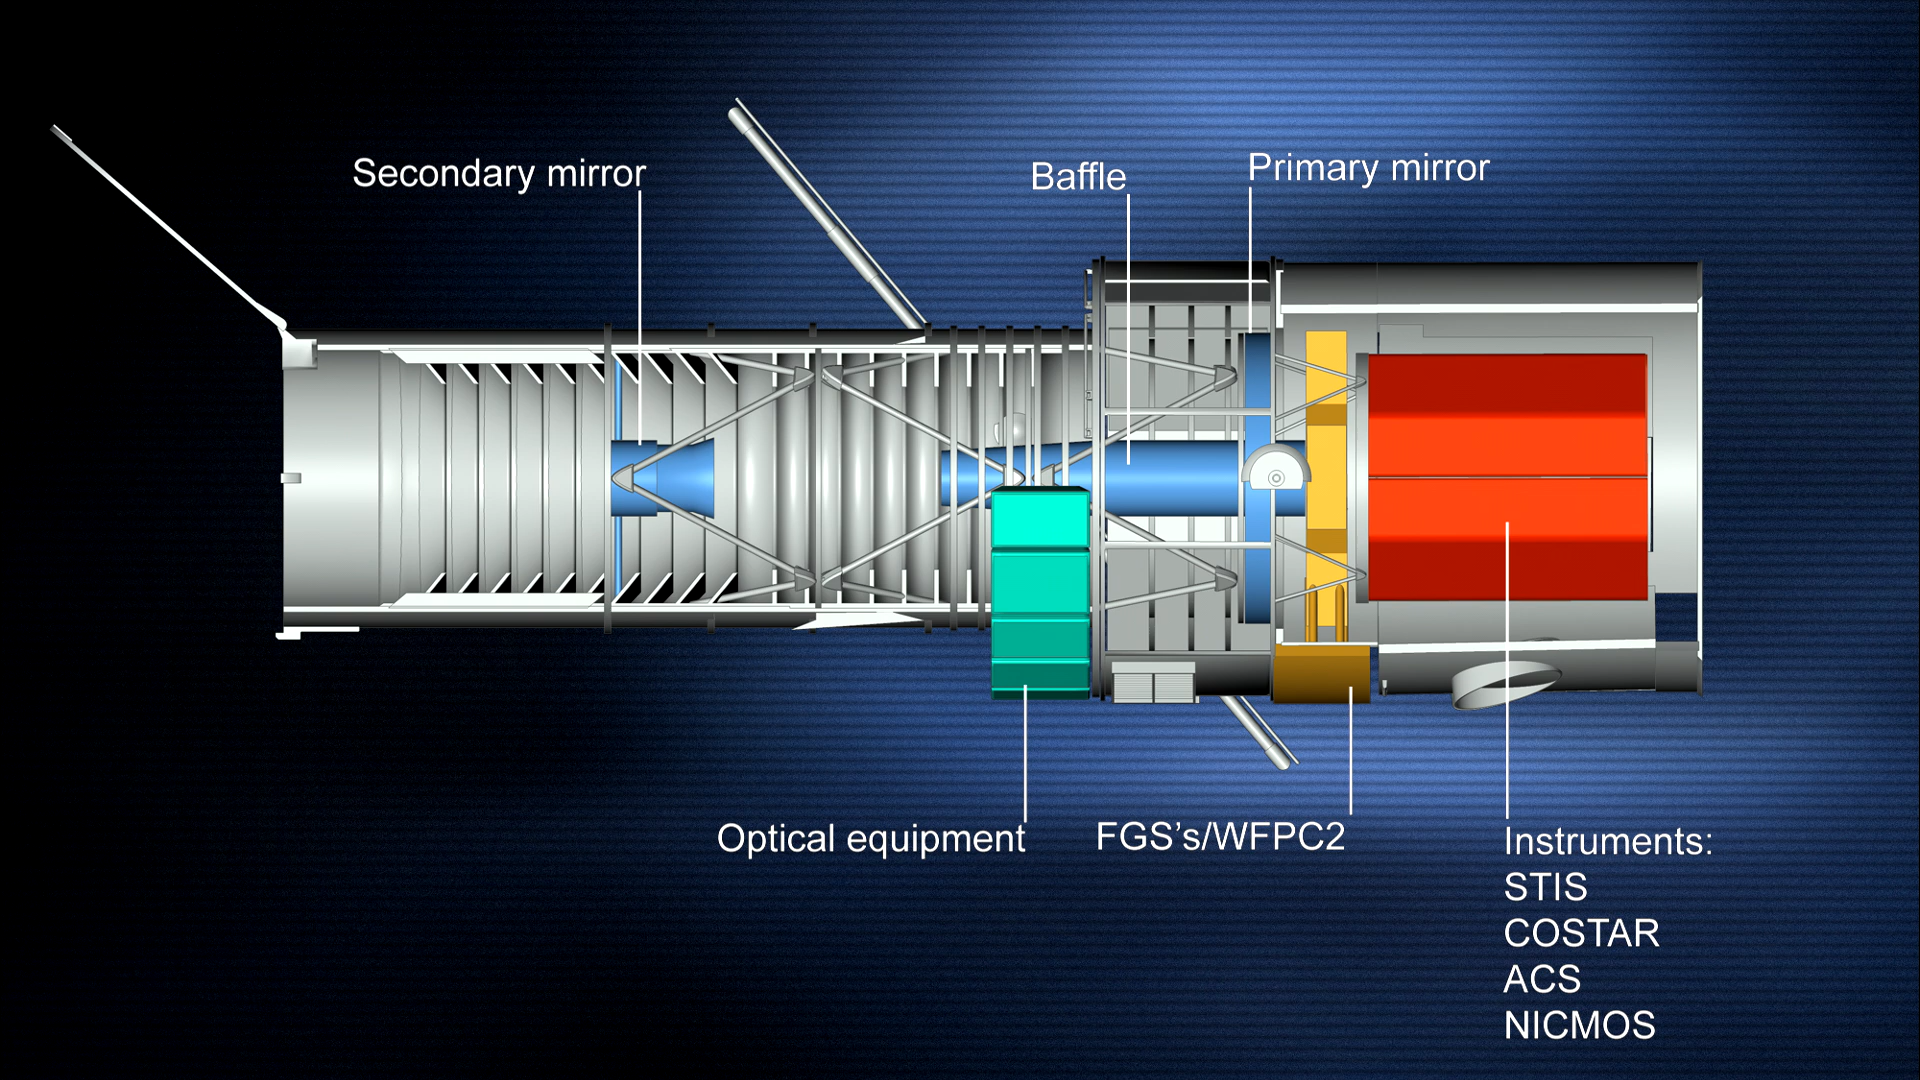 Secondary mirror
Baffle
Primary mirror
Optical equipment
FGS’s/WFPC2
Instruments:
STIS
COSTAR
ACS
NICMOS